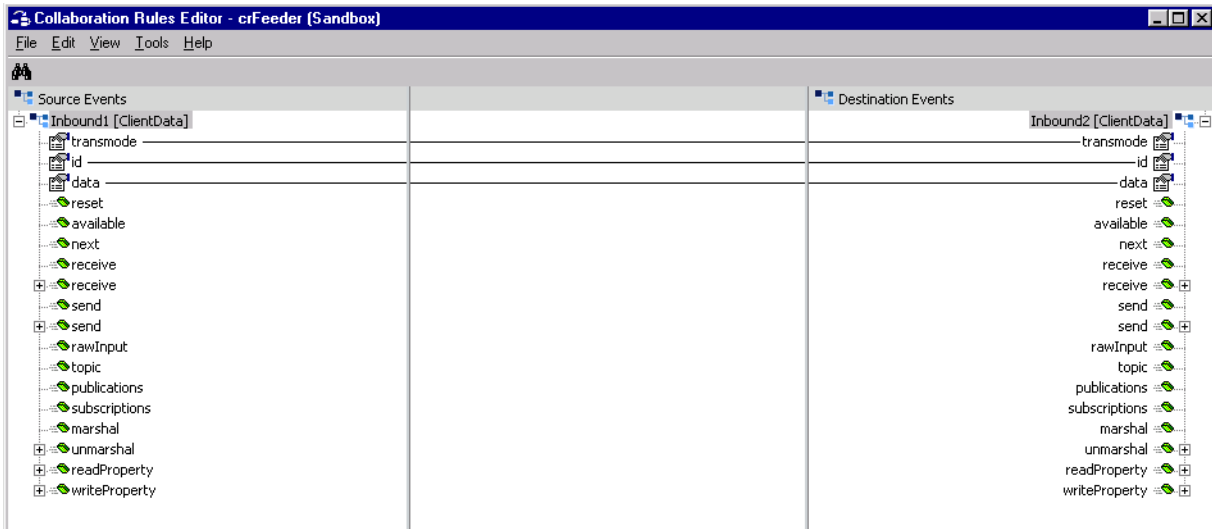 Collaboration Rules Editor - crFeeder (Sandbox)
File Edit View Tools Help
Source Events Destination Events
Inbound1 [ClientData] Inbound2 [ClientData]
transmode transmode
id id
data data
reset reset
available available
next next
receive receive
receive receive
send send
send send
rawInput rawInput
topic topic
publications publications
subscriptions subscriptions
marshal marshal
unmarshal unmarshal
readProperty readProperty
writeProperty writeProperty